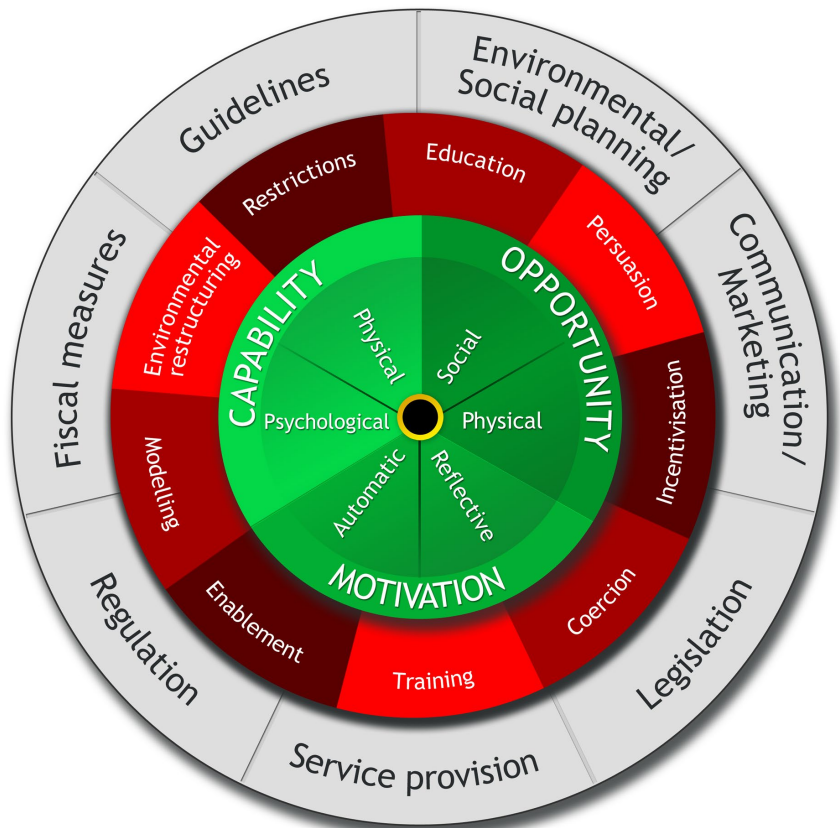 Guidelines
Environmental/
Social planning
Communication/
Marketing
Legislation
Service provision
Regulation
Fiscal measures
Restrictions
Education
Persuasion
Incentivisation
Coercion
Training
Enablement
Modelling
Environmental
restructuring
CAPABILITY
OPPORTUNITY
MOTIVATION
Physical
Social
Physical
Reflective
Automatic
Psychological